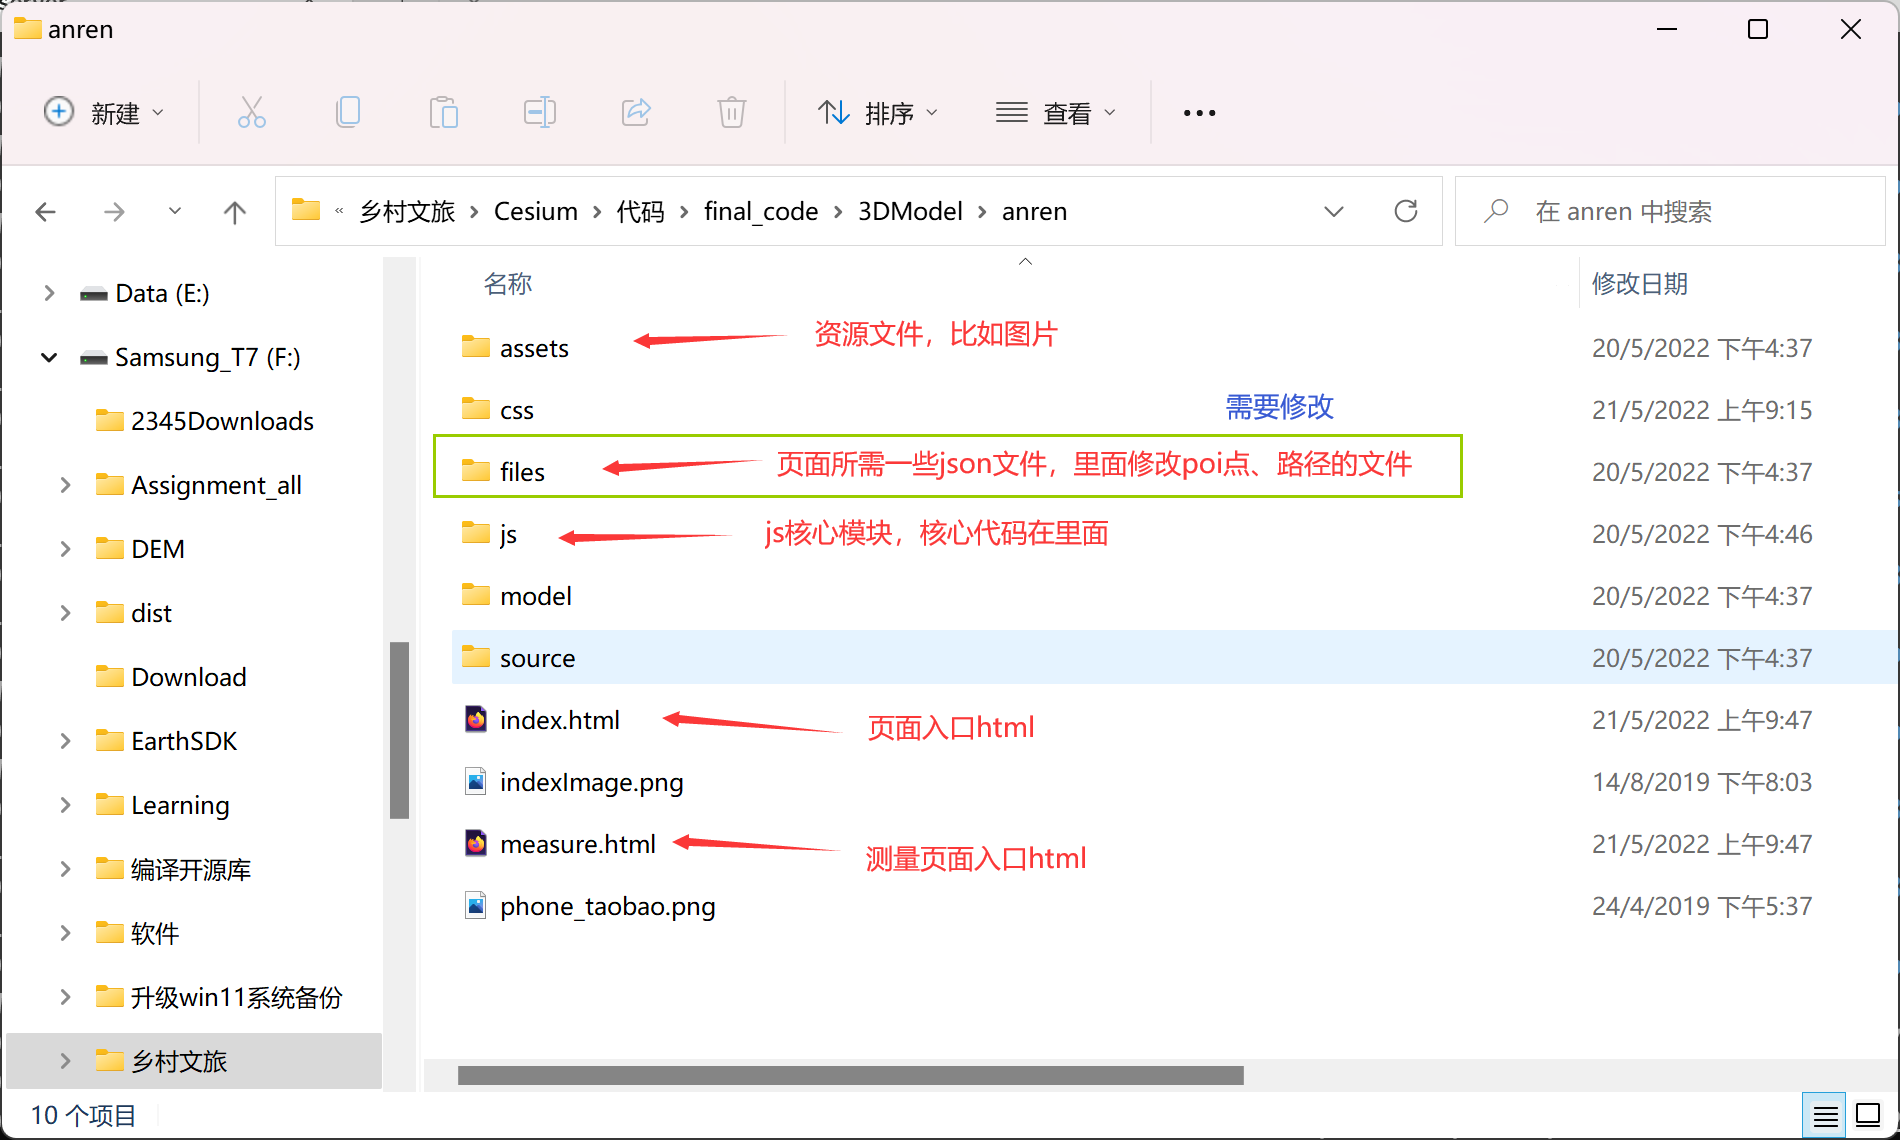 anren
新建
排序
查看
« 乡村文旅 > Cesium > 代码 > final_code > 3DModel > anren
在 anren 中搜索
Data (E:)
Samsung_T7 (F:)
2345Downloads
Assignment_all
DEM
dist
Download
EarthSDK
Learning
编译开源库
软件
升级win11系统备份
乡村文旅
名称 修改日期
assets 资源文件，比如图片 20/5/2022 下午4:37
css 需要修改 21/5/2022 上午9:15
files 页面所需一些json文件，里面修改poi点、路径的文件 20/5/2022 下午4:37
js js核心模块，核心代码在里面 20/5/2022 下午4:46
model 20/5/2022 下午4:37
source 20/5/2022 下午4:37
index.html 页面入口html 21/5/2022 上午9:47
indexImage.png 14/8/2019 下午8:03
measure.html 测量页面入口html 21/5/2022 上午9:47
phone_taobao.png 24/4/2019 下午5:37
10 个项目